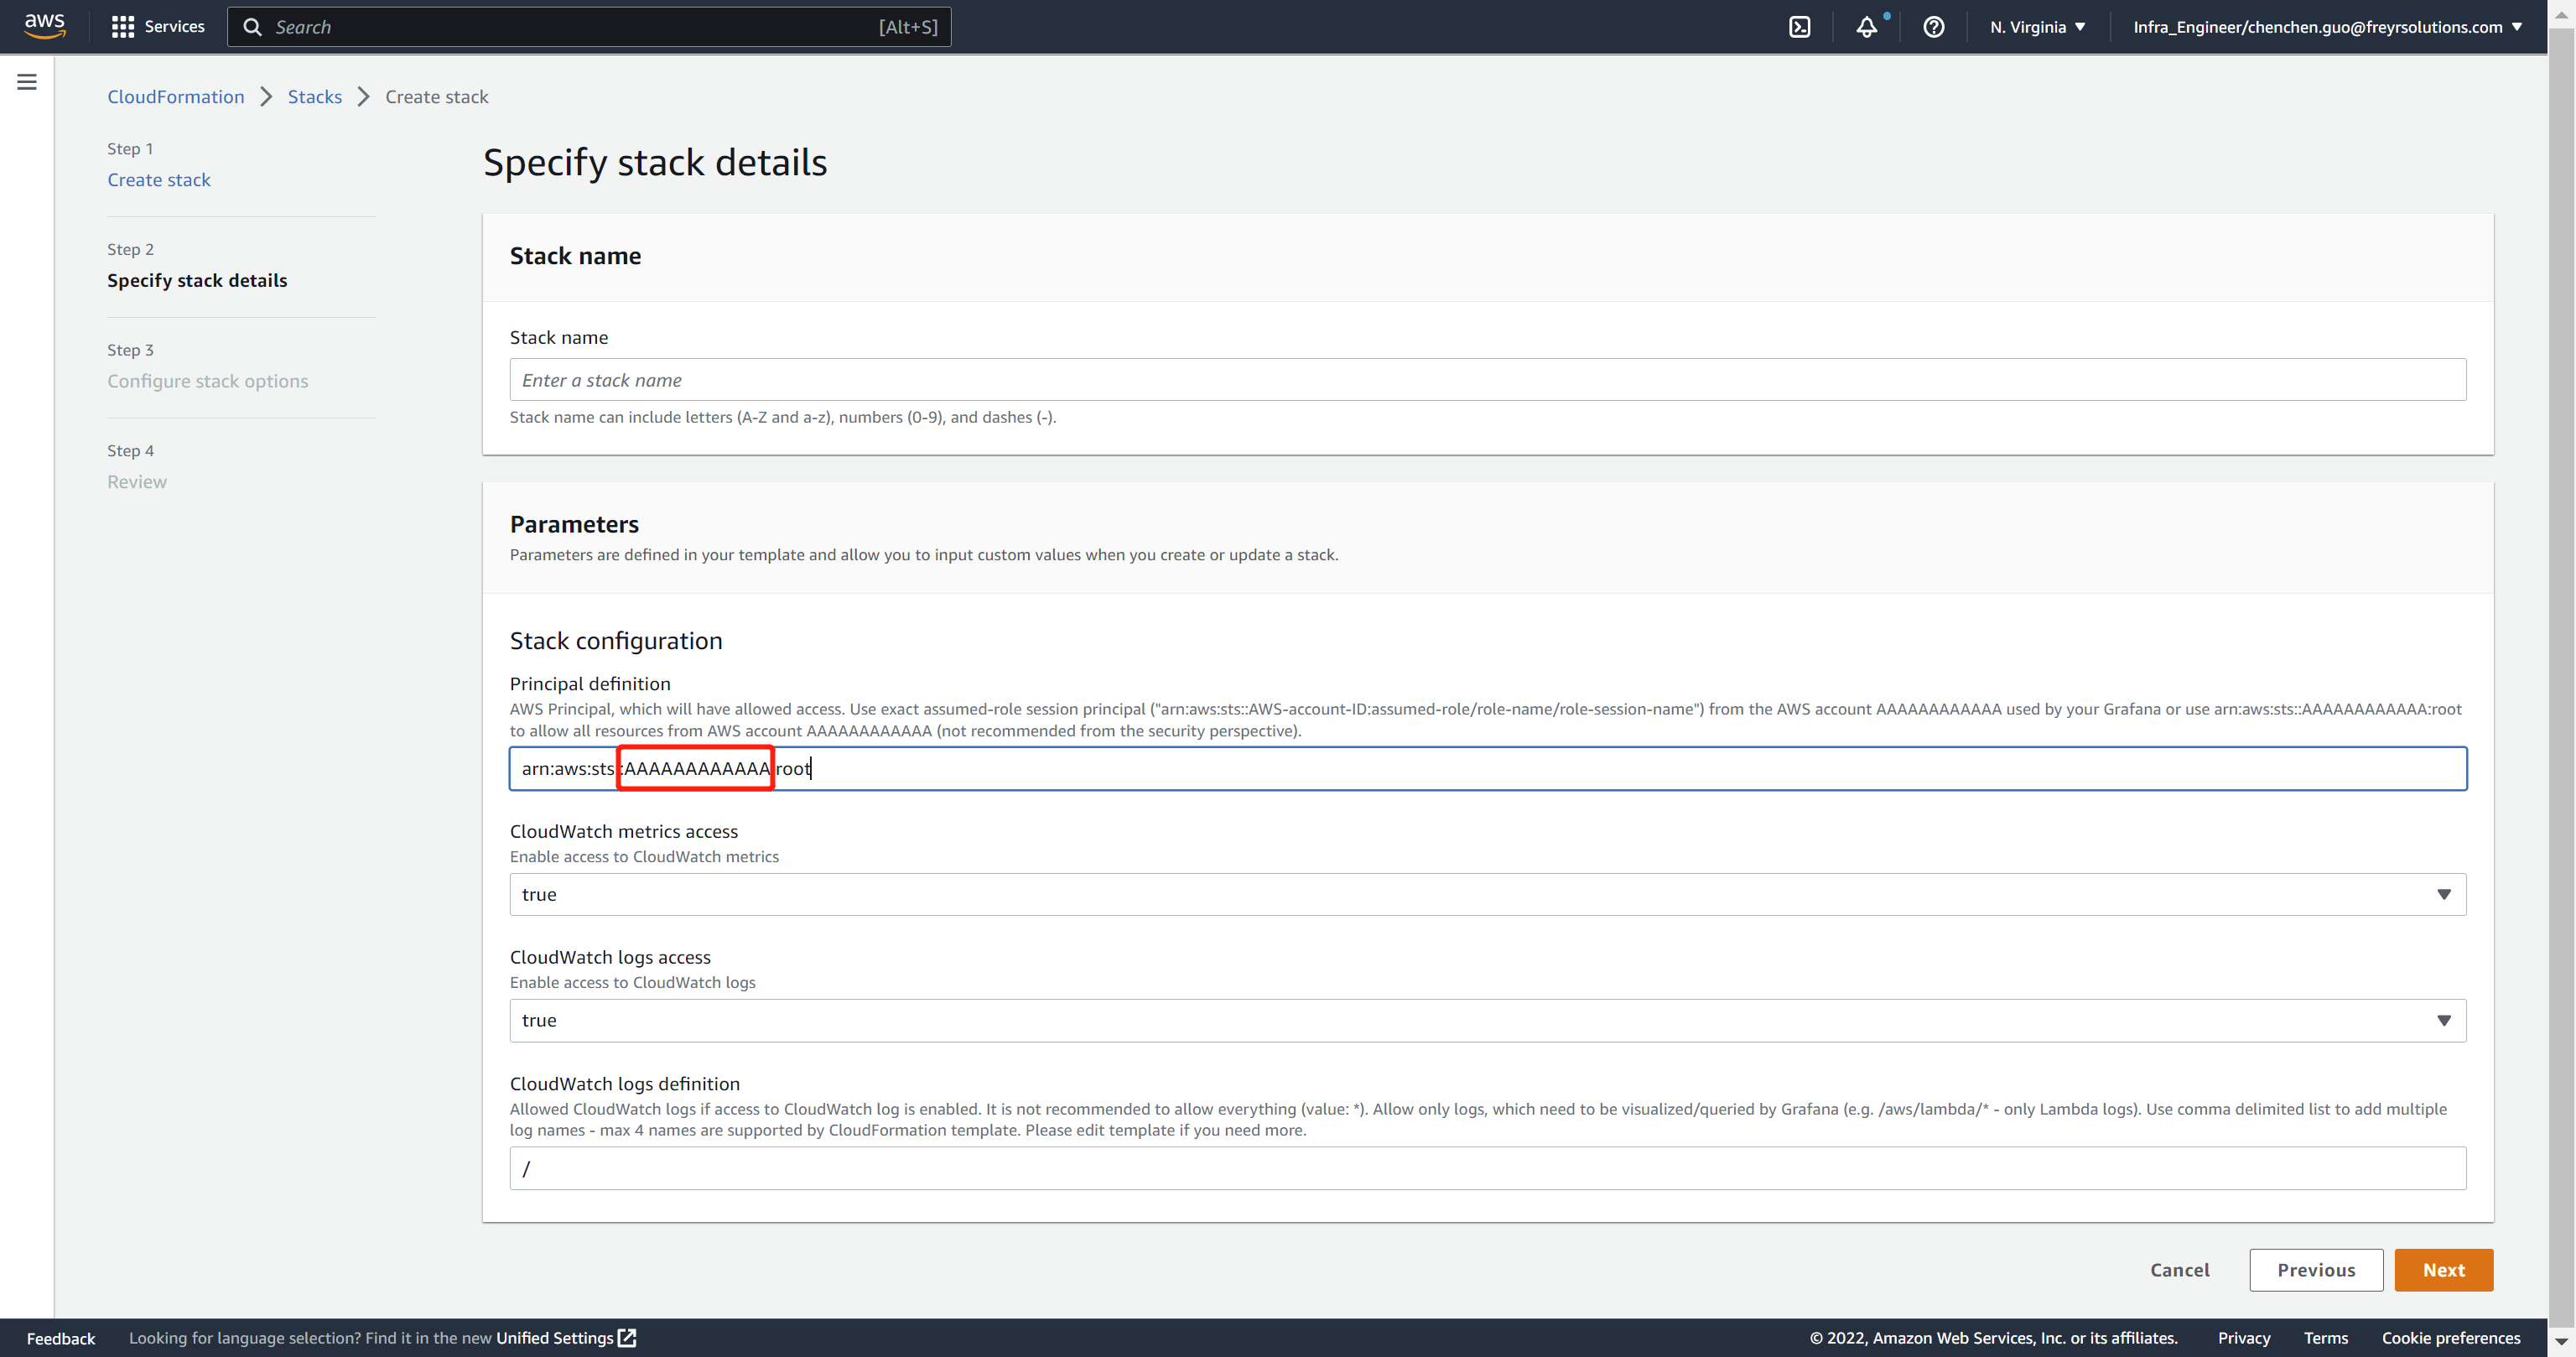 aws
Services
Search
[Alt+S]
N. Virginia
Infra_Engineer/chenchen.guo@freyrsolutions.com
CloudFormation
Stacks
Create stack
Step 1
Create stack
Step 2
Specify stack details
Step 3
Configure stack options
Step 4
Review
Specify stack details
Stack name
Stack name
Enter a stack name
Stack name can include letters (A-Z and a-z), numbers (0-9), and dashes (-).
Parameters
Parameters are defined in your template and allow you to input custom values when you create or update a stack.
Stack configuration
Principal definition
AWS Principal, which will have allowed access. Use exact assumed-role session principal ("arn:aws:sts::AWS-account-ID:assumed-role/role-name/role-session-name") from the AWS account AAAAAAAAAAAA used by your Grafana or use arn:aws:sts::AAAAAAAAAAAA:root
to allow all resources from AWS account AAAAAAAAAAAA (not recommended from the security perspective).
arn:aws:sts::AAAAAAAAAAAA:root
CloudWatch metrics access
Enable access to CloudWatch metrics
true
CloudWatch logs access
Enable access to CloudWatch logs
true
CloudWatch logs definition
Allowed CloudWatch logs if access to CloudWatch log is enabled. It is not recommended to allow everything (value: *). Allow only logs, which need to be visualized/queried by Grafana (e.g. /aws/lambda/* - only Lambda logs). Use comma delimited list to add multiple
log names - max 4 names are supported by CloudFormation template. Please edit template if you need more.
/
Cancel
Previous
Next
Feedback
Looking for language selection? Find it in the new Unified Settings
© 2022, Amazon Web Services, Inc. or its affiliates.
Privacy
Terms
Cookie preferences